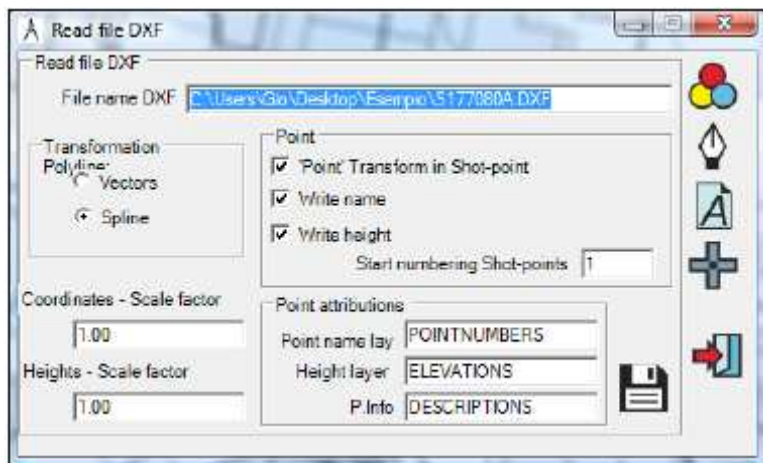 Read file DXF
Read file DXF
File name DXF C:\Users\Gio\Desktop\Esempio\5177080A.DXF
Transformation
Polyline:
Vectors
Spline
Point
'Point' Transform in Shot-point
Write name
Write height
Start numbering Shot-points 1
Coordinates - Scale factor
1.00
Heights - Scale factor
1.00
Point attributions
Point name lay POINTNUMBERS
Height layer ELEVATIONS
P.Info DESCRIPTIONS